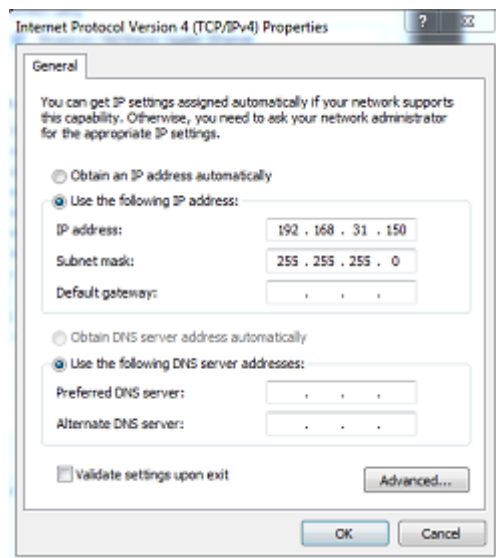 Internet Protocol Version 4 (TCP/IPv4) Properties
?
General
You can get IP settings assigned automatically if your network supports
this capability. Otherwise, you need to ask your network administrator
for the appropriate IP settings.
Obtain an IP address automatically
Use the following IP address:
IP address: 192 . 168 . 31 . 150
Subnet mask: 255 . 255 . 255 . 0
Default gateway: . . .
Obtain DNS server address automatically
Use the following DNS server addresses:
Preferred DNS server: . . .
Alternate DNS server: . . .
Validate settings upon exit
Advanced...
OK Cancel